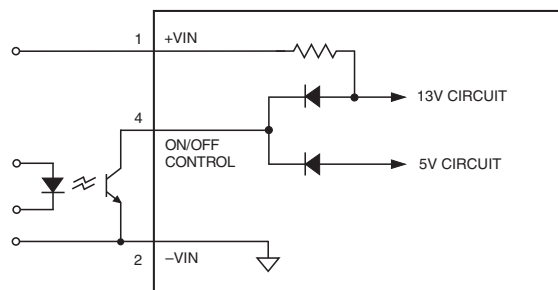 1
+VIN
13V CIRCUIT
4
ON/OFF
CONTROL
5V CIRCUIT
2
–VIN